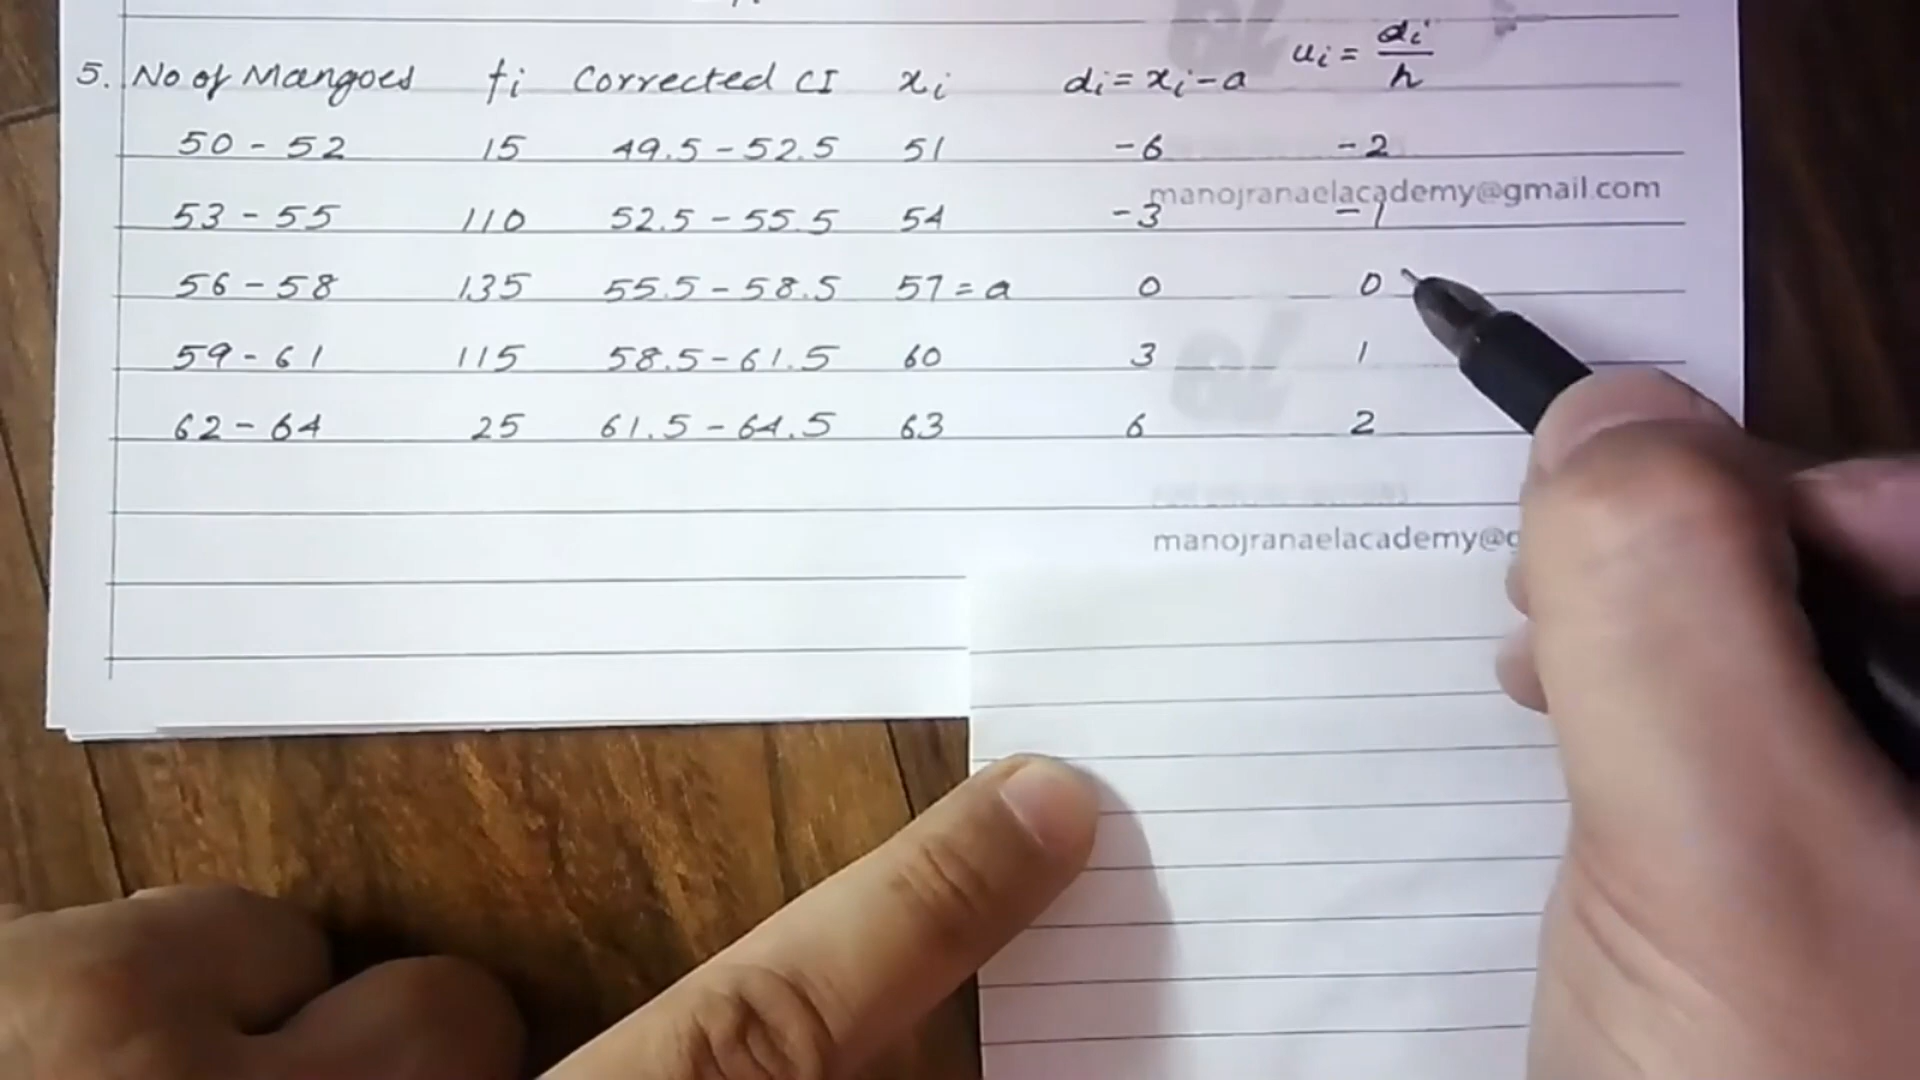 5. No of Mangoes fi Corrected CI xi di = xi - a ui = di/h
50 - 52 15 49.5 - 52.5 51 -6 -2
manojranaelacademy@gmail.com
53 - 55 110 52.5 - 55.5 54 -3 -1
56 - 58 135 55.5 - 58.5 57 = a 0 0
59 - 61 115 58.5 - 61.5 60 3 1
62 - 64 25 61.5 - 64.5 63 6 2
manojranaelacademy@g